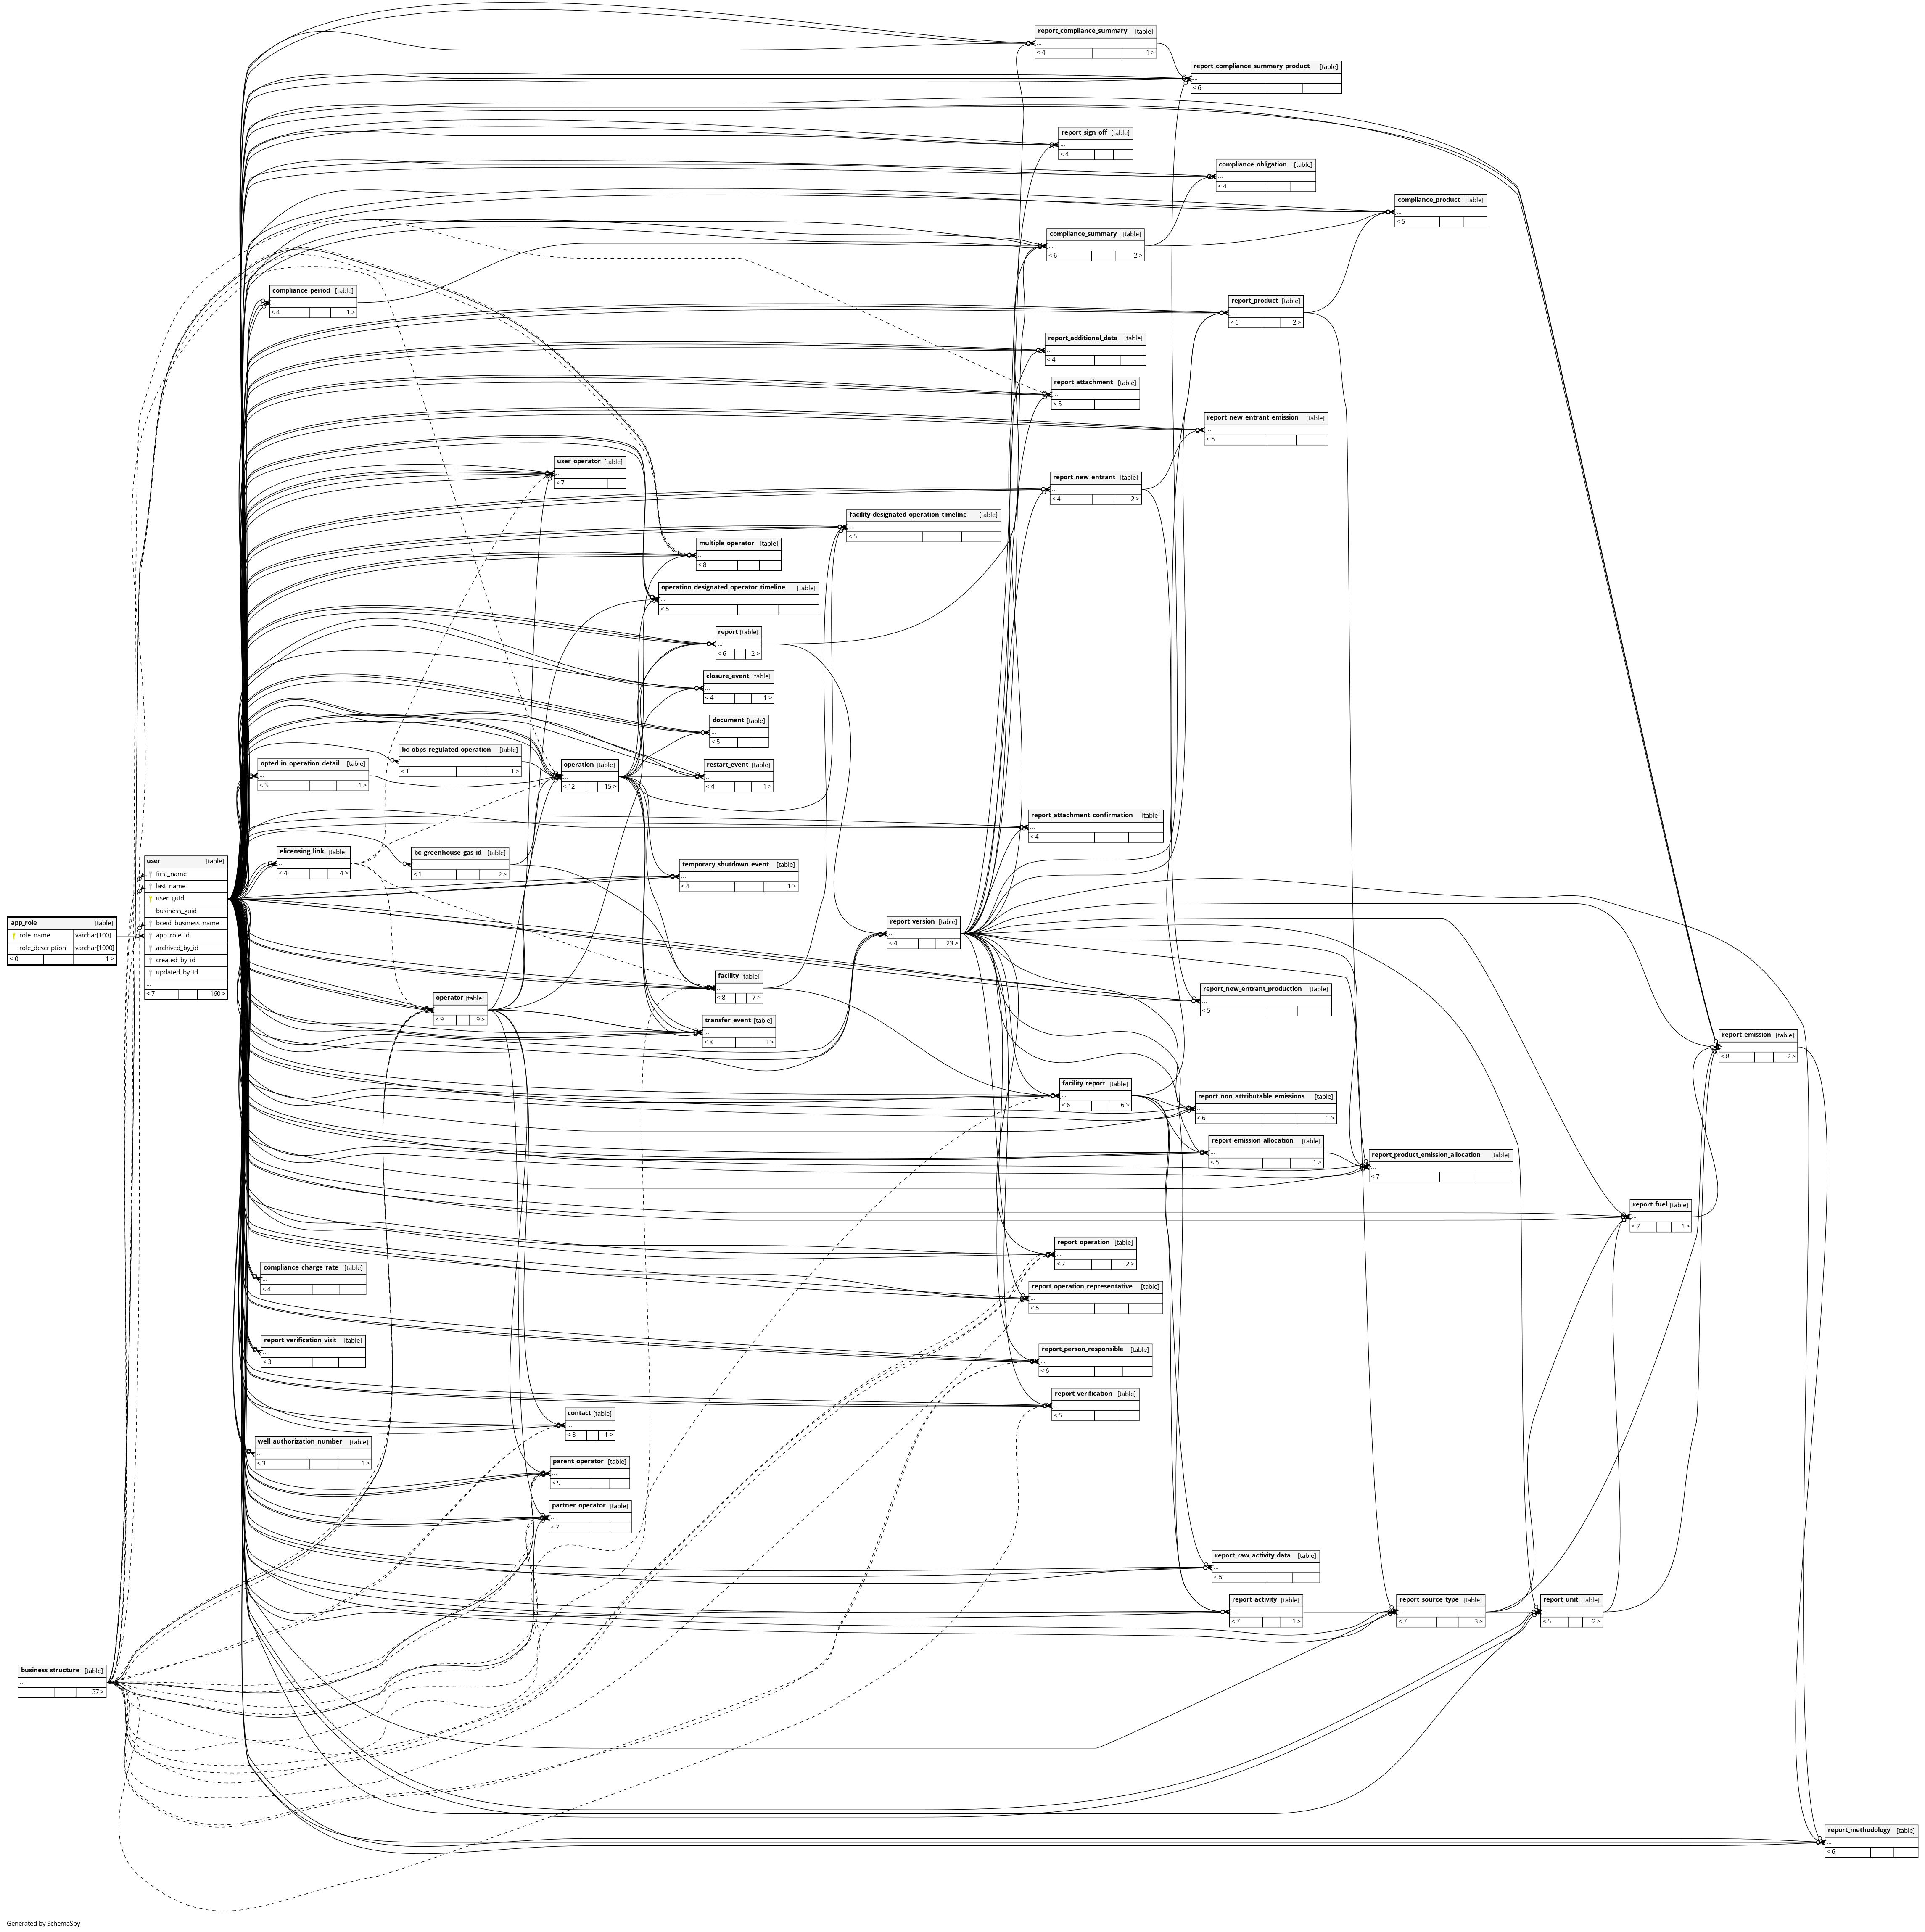 report_compliance_summary [table]
...
< 4 1 >
report_compliance_summary_product [table]
...
< 6
report_sign_off [table]
...
< 4
compliance_obligation [table]
...
< 4
compliance_product [table]
...
< 5
compliance_summary [table]
...
< 6 2 >
compliance_period [table]
...
< 4 1 >
report_product [table]
...
< 6 2 >
report_additional_data [table]
...
< 4
report_attachment [table]
...
< 5
report_new_entrant_emission [table]
...
< 5
user_operator [table]
...
< 7
report_new_entrant [table]
...
< 4 2 >
facility_designated_operation_timeline [table]
...
< 5
multiple_operator [table]
...
< 8
operation_designated_operator_timeline [table]
...
< 5
report [table]
...
< 6 2 >
closure_event [table]
...
< 4 1 >
document [table]
...
< 5
bc_obps_regulated_operation [table]
...
< 1 1 >
opted_in_operation_detail [table]
...
< 3 1 >
operation [table]
...
< 12 15 >
restart_event [table]
...
< 4 1 >
report_attachment_confirmation [table]
...
< 4
elicensing_link [table]
...
< 4 4 >
bc_greenhouse_gas_id [table]
...
< 1 2 >
temporary_shutdown_event [table]
...
< 4 1 >
user [table]
first_name
last_name
user_guid
business_guid
bceid_business_name
app_role_id
archived_by_id
created_by_id
updated_by_id
...
< 7 160 >
app_role [table]
role_name varchar[100]
role_description varchar[1000]
< 0 1 >
report_version [table]
...
< 4 23 >
facility [table]
...
< 8 7 >
report_new_entrant_production [table]
...
< 5
operator [table]
...
< 9 9 >
transfer_event [table]
...
< 8 1 >
report_emission [table]
...
< 8 2 >
facility_report [table]
...
< 6 6 >
report_non_attributable_emissions [table]
...
< 6 1 >
report_emission_allocation [table]
...
< 5 1 >
report_product_emission_allocation [table]
...
< 7
report_fuel [table]
...
< 7 1 >
report_operation [table]
...
< 7 2 >
compliance_charge_rate [table]
...
< 4
report_operation_representative [table]
...
< 5
report_verification_visit [table]
...
< 3
report_person_responsible [table]
...
< 6
report_verification [table]
...
< 5
contact [table]
...
< 8 1 >
well_authorization_number [table]
...
< 3 1 >
parent_operator [table]
...
< 9
partner_operator [table]
...
< 7
report_raw_activity_data [table]
...
< 5
report_activity [table]
...
< 7 1 >
report_source_type [table]
...
< 7 3 >
report_unit [table]
...
< 5 2 >
business_structure [table]
...
37 >
report_methodology [table]
...
< 6
Generated by SchemaSpy